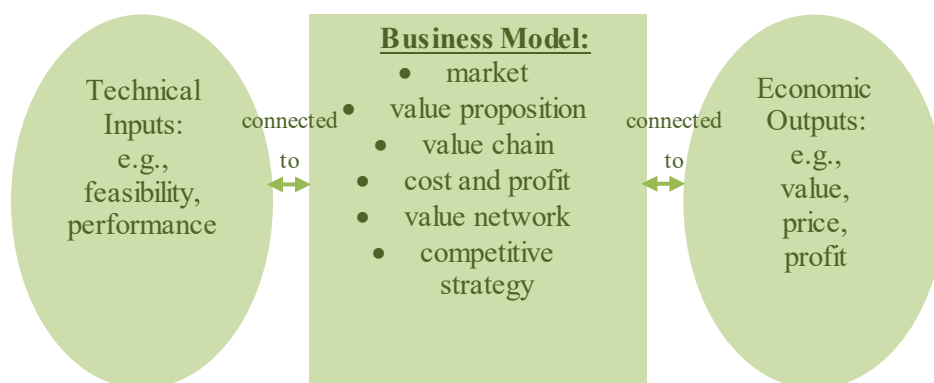 Technical
Inputs:
e.g.,
feasibility,
performance
connected
to
Business Model:
• market
• value proposition
• value chain
• cost and profit
• value network
• competitive
strategy
connected
to
Economic
Outputs:
e.g.,
value,
price,
profit